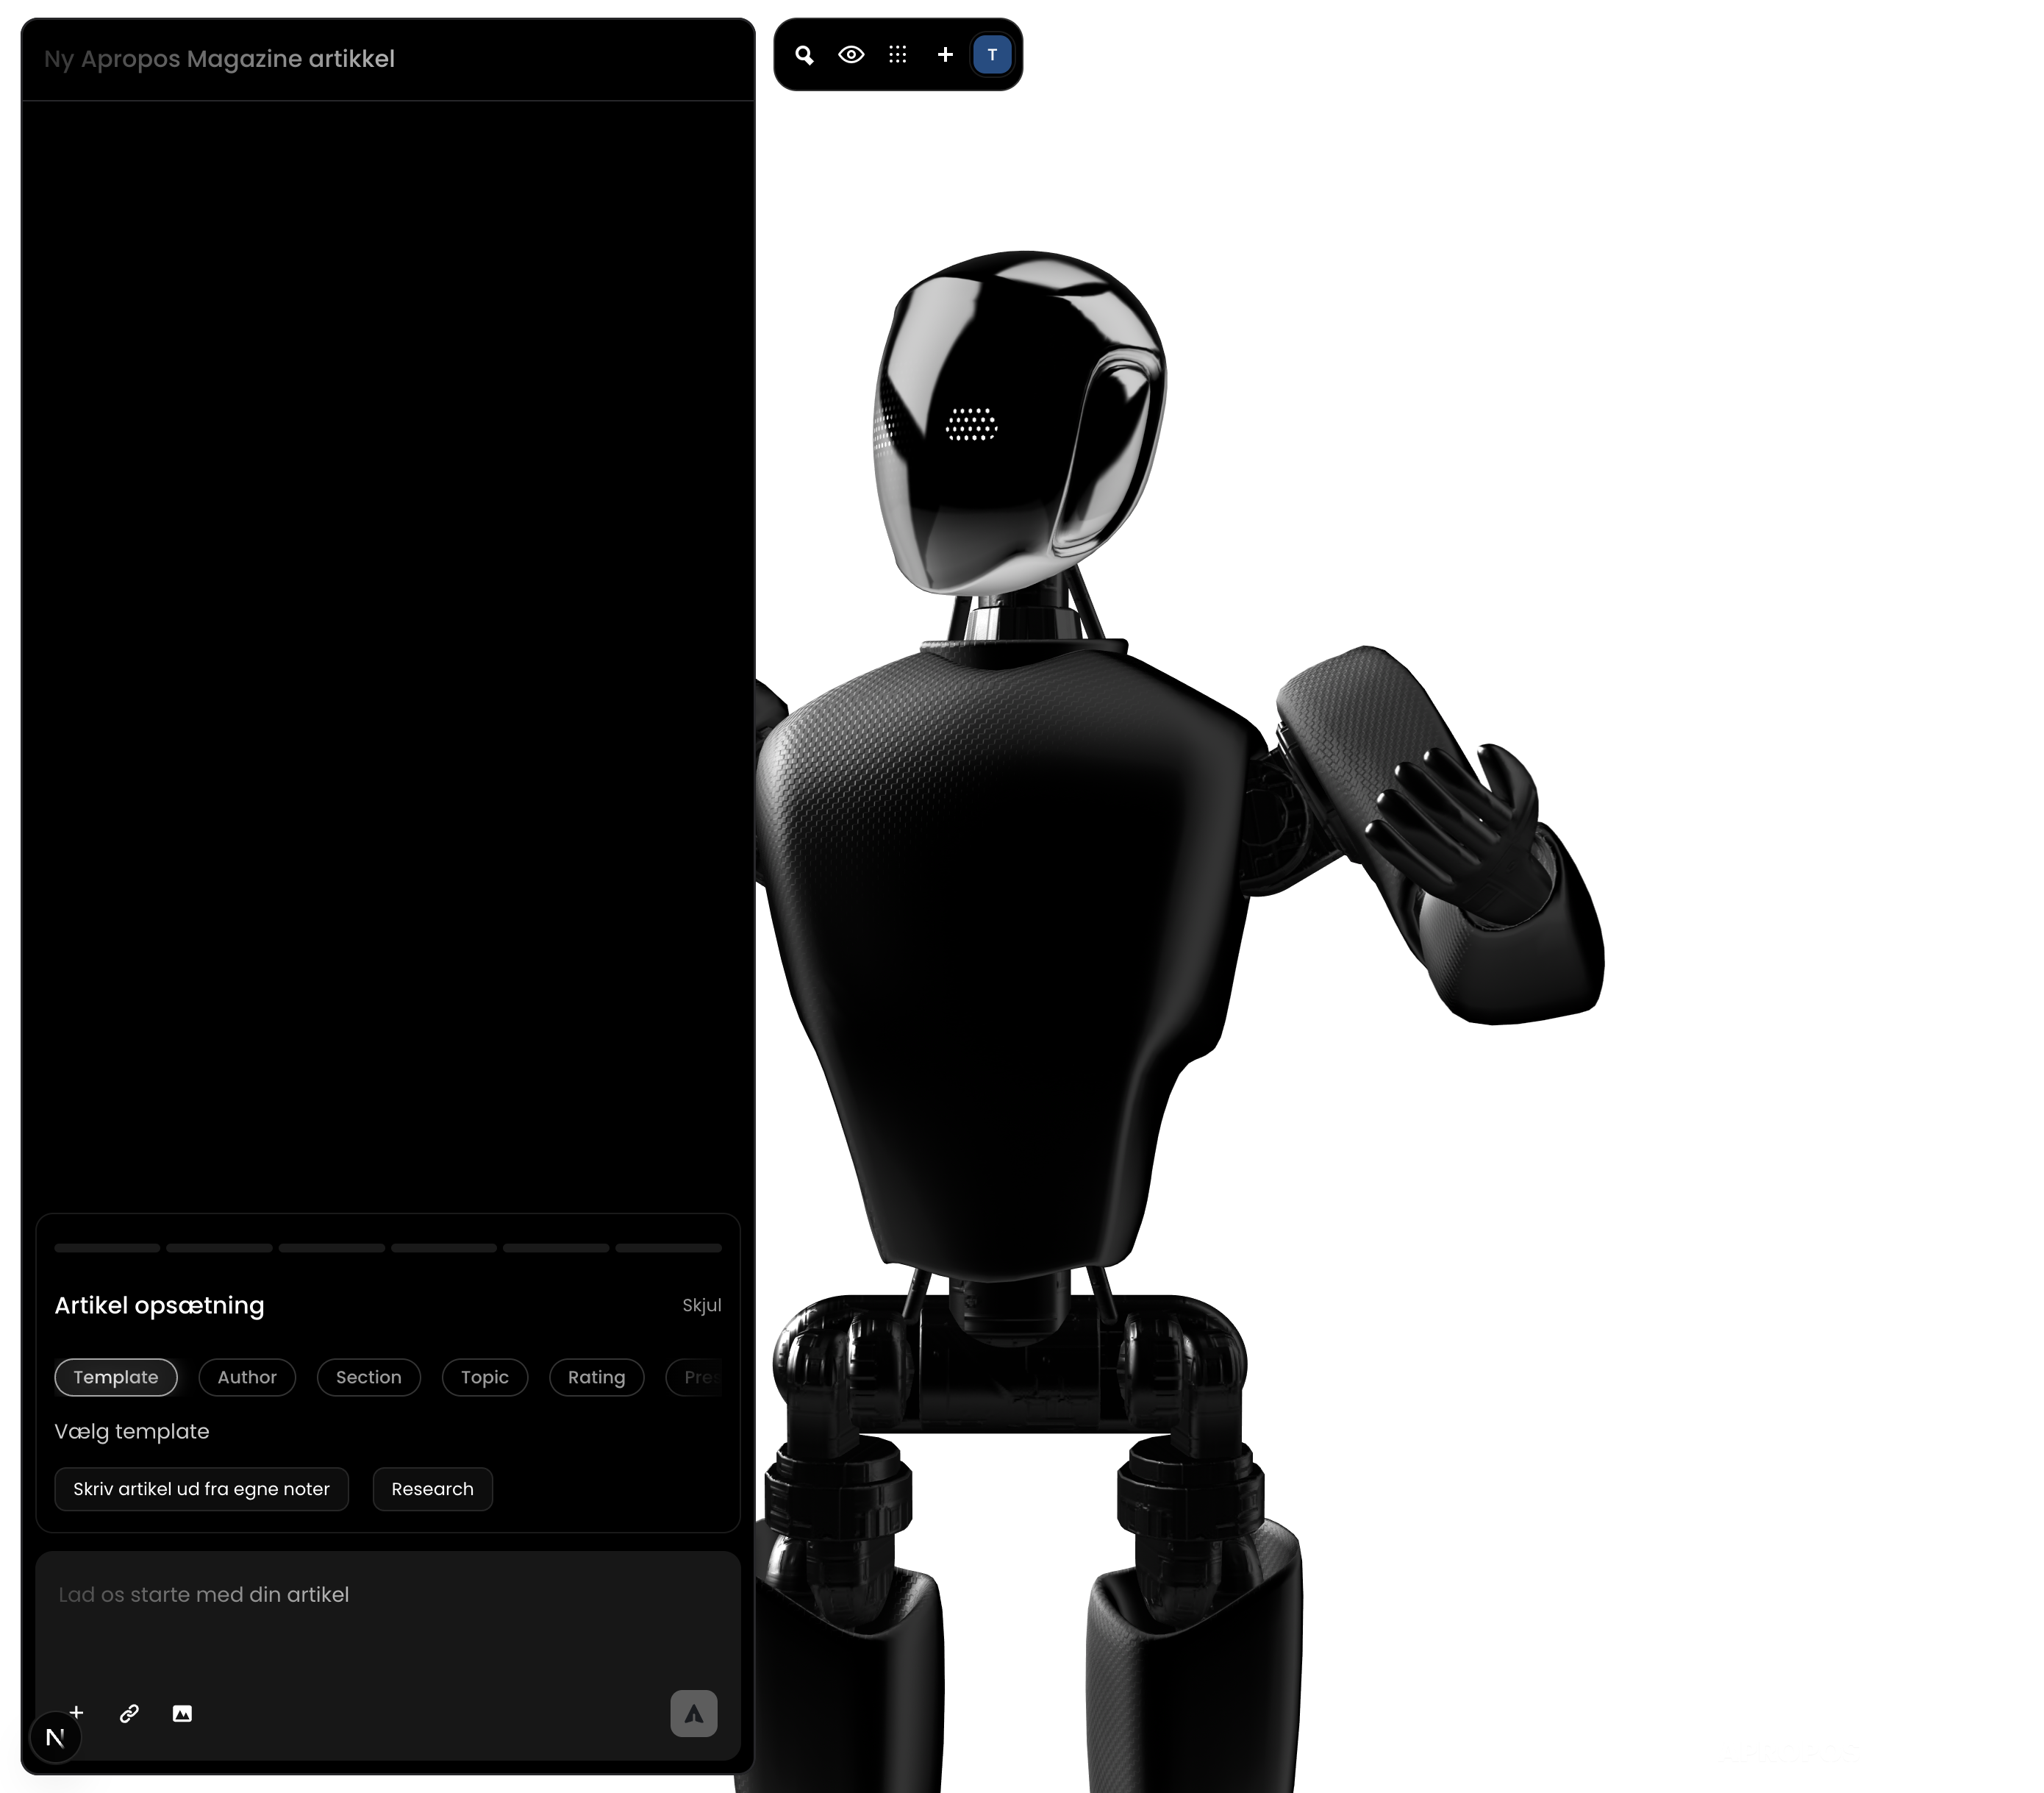 Ny Apropos Magazine artikkel
T
Artikel opsætning
Skjul
Template Author Section Topic Rating Pres
Vælg template
Skriv artikel ud fra egne noter Research
Lad os starte med din artikel
N